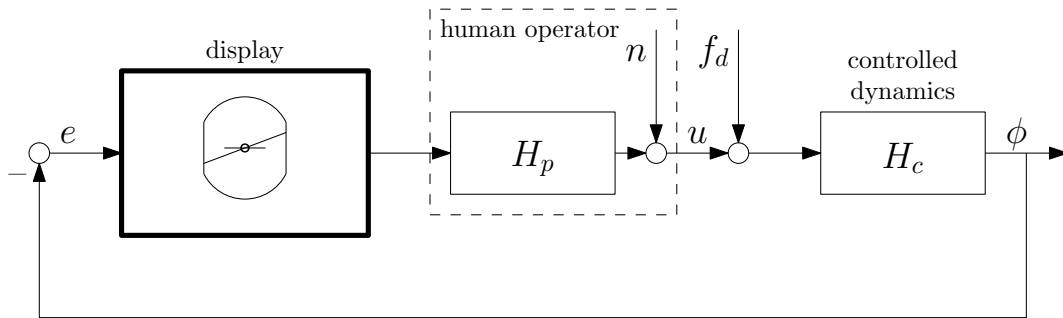 display
human operator
n
f_d
controlled
dynamics
e
−
H_p
u
H_c
ϕ